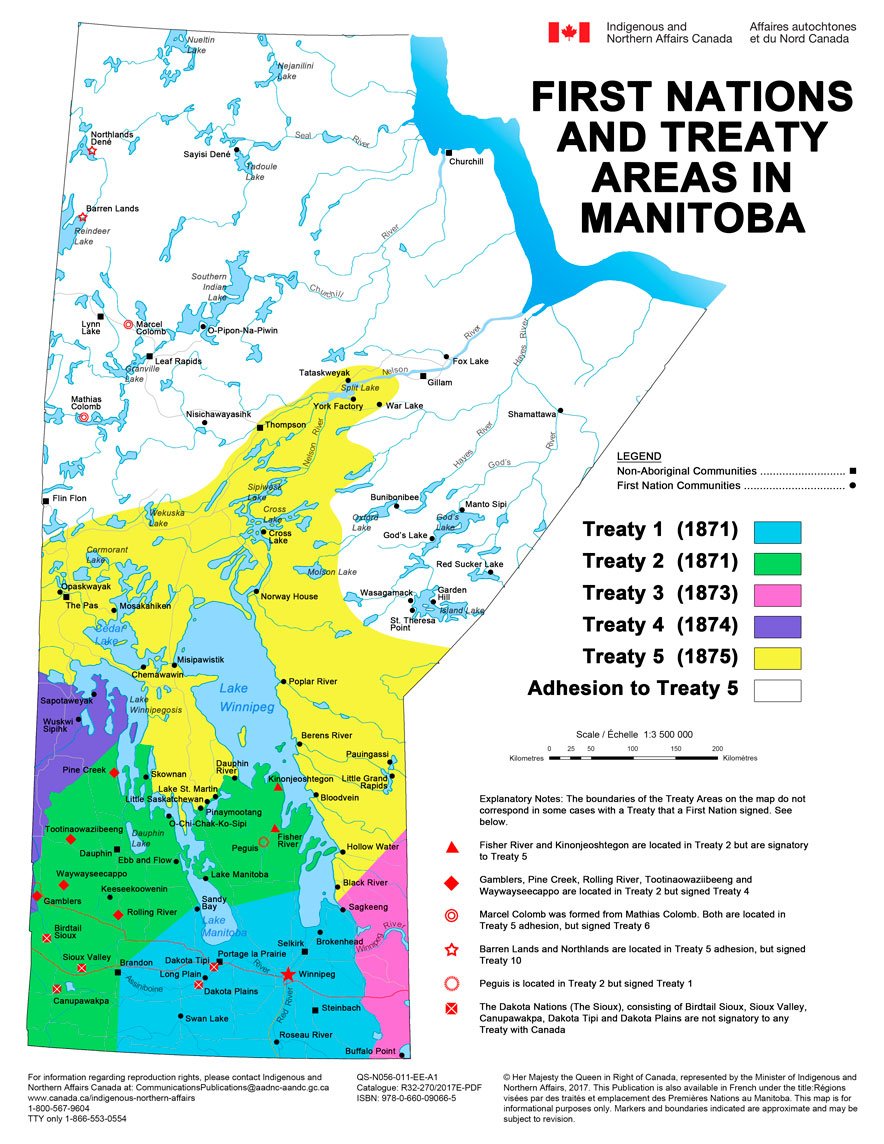 Indigenous and
Northern Affairs Canada
Affaires autochtones
et du Nord Canada
FIRST NATIONS
AND TREATY
AREAS IN
MANITOBA
Nueltin
Lake
Nejanilini
Lake
Northlands
Dené
Sayisi Dené
Seal River
Tadoule
Lake
Churchill
Barren Lands
Reindeer
Lake
River
Southern
Indian
Lake
Churchill
Lynn
Lake
Marcel
Colomb
O-Pipon-Na-Piwin
River
Hayes River
Leaf Rapids
Granville
Lake
Fox Lake
Tataskweyak
Nelson
Gillam
Split Lake
Mathias
Colomb
York Factory
War Lake
Nisichawayasihk
Shamattawa
Thompson
Nelson River
Hayes River
God's River
LEGEND
Non-Aboriginal Communities
First Nation Communities
Flin Flon
Sipiwesk
Lake
Bunibonibee
Manto Sipi
Wekuska
Lake
Cross
Lake
Oxford
Lake
God's
Lake
Cross
Lake
God's Lake
Treaty 1 (1871)
Treaty 2 (1871)
Treaty 3 (1873)
Treaty 4 (1874)
Treaty 5 (1875)
Adhesion to Treaty 5
Cormorant
Lake
Molson Lake
Red Sucker Lake
Opaskwayak
The Pas
Mosakahiken
Norway House
Wasagamack
Garden
Hill
Island Lake
St. Theresa
Point
Cedar
Lake
Misipawistik
Chemawawin
Poplar River
Lake
Winnipeg
Sapotaweyak
Lake
Winnipegosis
Wuskwi
Sipihk
Berens River
Scale / Échelle 1:3 500 000
0 25 50 100 150 200
Kilometres
Kilomètres
Pauingassi
Pine Creek
Skownan
Dauphin
River
Kinonjeoshtegon
Little Grand
Rapids
Lake St. Martin
Little Saskatchewan
Bloodvein
Pinaymootang
O-Chi-Chak-Ko-Sipi
Tootinaowaziibeeng
Dauphin
Lake
Fisher
River
Peguis
Hollow Water
Dauphin
Ebb and Flow
Waywayseecappo
Lake Manitoba
Black River
Keeseekoowenin
Gamblers
Sandy
Bay
Sagkeeng
Rolling River
Lake
Manitoba
Birdtail
Sioux
Selkirk
Brokenhead
Winnipeg River
Sioux Valley
Brandon
Dakota Tipi
Portage la Prairie
Long Plain
River
Winnipeg
Assiniboine
Dakota Plains
Canupawakpa
Red River
Steinbach
Swan Lake
Roseau River
Buffalo Point
Explanatory Notes: The boundaries of the Treaty Areas on the map do not
correspond in some cases with a Treaty that a First Nation signed. See
below.
Fisher River and Kinonjeoshtegon are located in Treaty 2 but are signatory
to Treaty 5
Gamblers, Pine Creek, Rolling River, Tootinaowaziibeeng and
Waywayseecappo are located in Treaty 2 but signed Treaty 4
Marcel Colomb was formed from Mathias Colomb. Both are located in
Treaty 5 adhesion, but signed Treaty 6
Barren Lands and Northlands are located in Treaty 5 adhesion, but signed
Treaty 10
Peguis is located in Treaty 2 but signed Treaty 1
The Dakota Nations (The Sioux), consisting of Birdtail Sioux, Sioux Valley,
Canupawakpa, Dakota Tipi and Dakota Plains are not signatory to any
Treaty with Canada
For information regarding reproduction rights, please contact Indigenous and
Northern Affairs Canada at: CommunicationsPublications@aadnc-aandc.gc.ca
www.canada.ca/indigenous-northern-affairs
1-800-567-9604
TTY only 1-866-553-0554
QS-N056-011-EE-A1
Catalogue: R32-270/2017E-PDF
ISBN: 978-0-660-09066-5
© Her Majesty the Queen in Right of Canada, represented by the Minister of Indigenous and
Northern Affairs, 2017. This Publication is also available in French under the title:Régions
visées par des traités et emplacement des Premières Nations au Manitoba. This map is for
informational purposes only. Markers and boundaries indicated are approximate and may be
subject to revision.